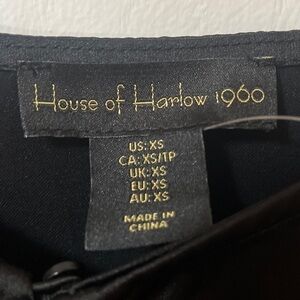 House of Harlow 1960
US: XS
CA: XS/TP
UK: XS
EU: XS
AU: XS
MADE IN
CHINA